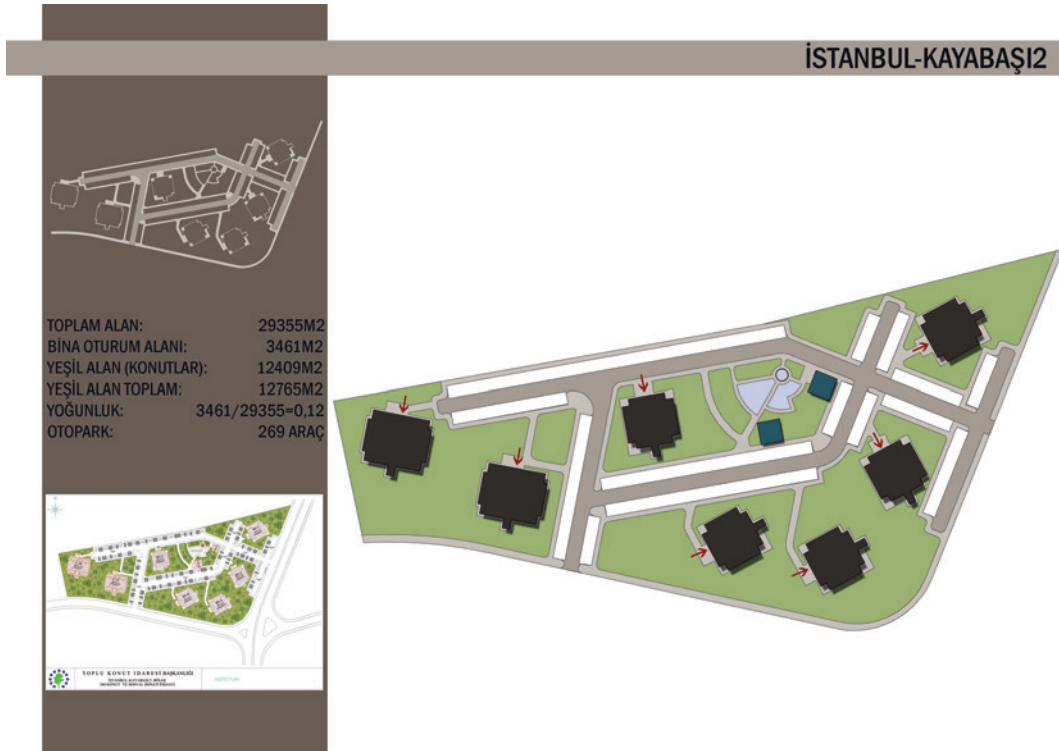 İSTANBUL-KAYABAŞI2
TOPLAM ALAN: 29355M2
BİNA OTURUM ALANI: 3461M2
YEŞİL ALAN (KONUTLAR): 12409M2
YEŞİL ALAN TOPLAM: 12765M2
YOĞUNLUK: 3461/29355=0,12
OTOPARK: 269 ARAÇ
TOPLU KONUT İDARESİ BAŞKANLIĞI